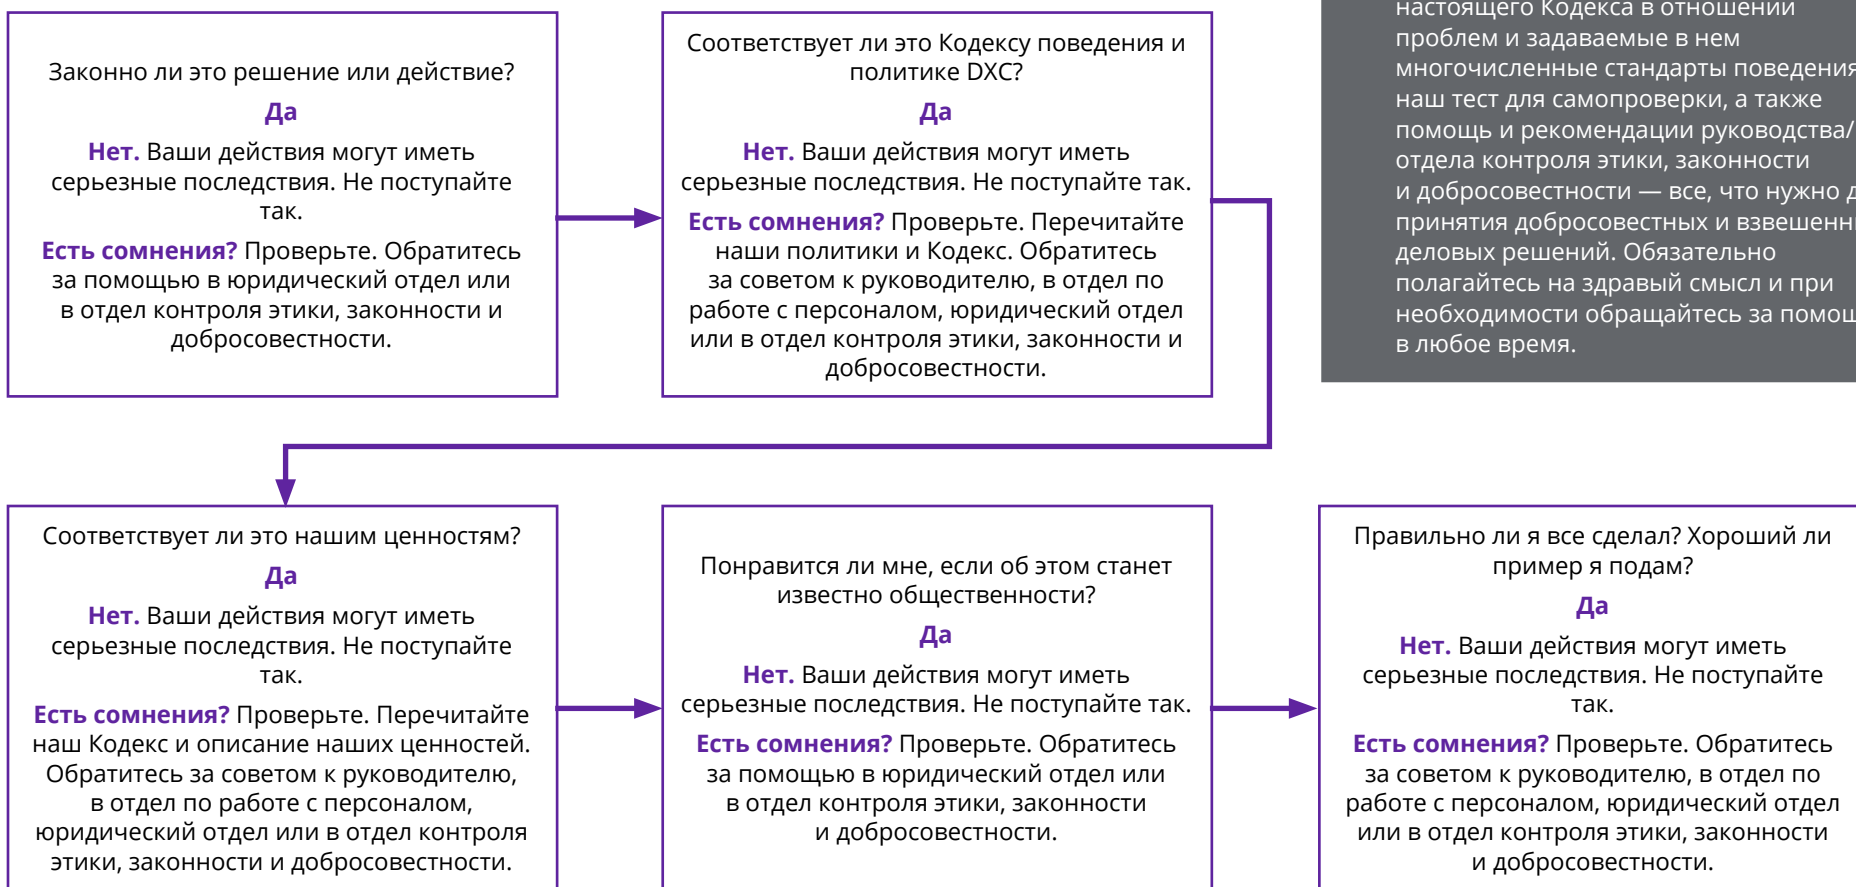 Законно ли это решение или действие?
Да
Нет. Ваши действия могут иметь
серьезные последствия. Не поступайте
так.
Есть сомнения? Проверьте. Обратитесь
за помощью в юридический отдел или
в отдел контроля этики, законности и
добросовестности.
Соответствует ли это Кодексу поведения и
политике DXC?
Да
Нет. Ваши действия могут иметь
серьезные последствия. Не поступайте так.
Есть сомнения? Проверьте. Перечитайте
наши политики и Кодекс. Обратитесь
за советом к руководителю, в отдел по
работе с персоналом, юридический отдел
или в отдел контроля этики, законности и
добросовестности.
настоящего Кодекса в отношении
проблем и задаваемые в нем
многочисленные стандарты поведения
наш тест для самопроверки, а также
помощь и рекомендации руководства/
отдела контроля этики, законности
и добросовестности — все, что нужно
принятия добросовестных и
деловых решений. Обязательно
полагайтесь на здравый смысл и при
необходимости обращайтесь за
в любое время.
Соответствует ли это нашим ценностям?
Да
Нет. Ваши действия могут иметь
серьезные последствия. Не поступайте
так.
Есть сомнения? Проверьте. Перечитайте
наш Кодекс и описание наших ценностей.
Обратитесь за советом к руководителю,
в отдел по работе с персоналом,
юридический отдел или в отдел контроля
этики, законности и добросовестности.
Понравится ли мне, если об этом станет
известно общественности?
Да
Нет. Ваши действия могут иметь
серьезные последствия. Не поступайте так.
Есть сомнения? Проверьте. Обратитесь
за помощью в юридический отдел или
в отдел контроля этики, законности
и добросовестности.
Правильно ли я все сделал? Хороший ли
пример я подам?
Да
Нет. Ваши действия могут иметь
серьезные последствия. Не поступайте
так.
Есть сомнения? Проверьте. Обратитесь
за советом к руководителю, в отдел по
работе с персоналом, юридический отдел
или в отдел контроля этики, законности
и добросовестности.